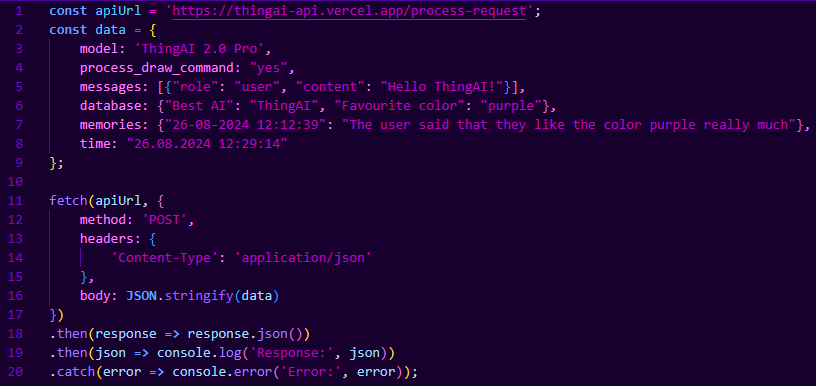 1 const apiUrl = 'https://thingai-api.vercel.app/process-request';
2 const data = {
3     model: 'ThingAI 2.0 Pro',
4     process_draw_command: "yes",
5     messages: [{"role": "user", "content": "Hello ThingAI!"}],
6     database: {"Best AI": "ThingAI", "Favourite color": "purple"},
7     memories: {"26-08-2024 12:12:39": "The user said that they like the color purple really much"},
8     time: "26.08.2024 12:29:14"
9 };
10
11 fetch(apiUrl, {
12     method: 'POST',
13     headers: {
14         'Content-Type': 'application/json'
15     },
16     body: JSON.stringify(data)
17 })
18 .then(response => response.json())
19 .then(json => console.log('Response:', json))
20 .catch(error => console.error('Error:', error));